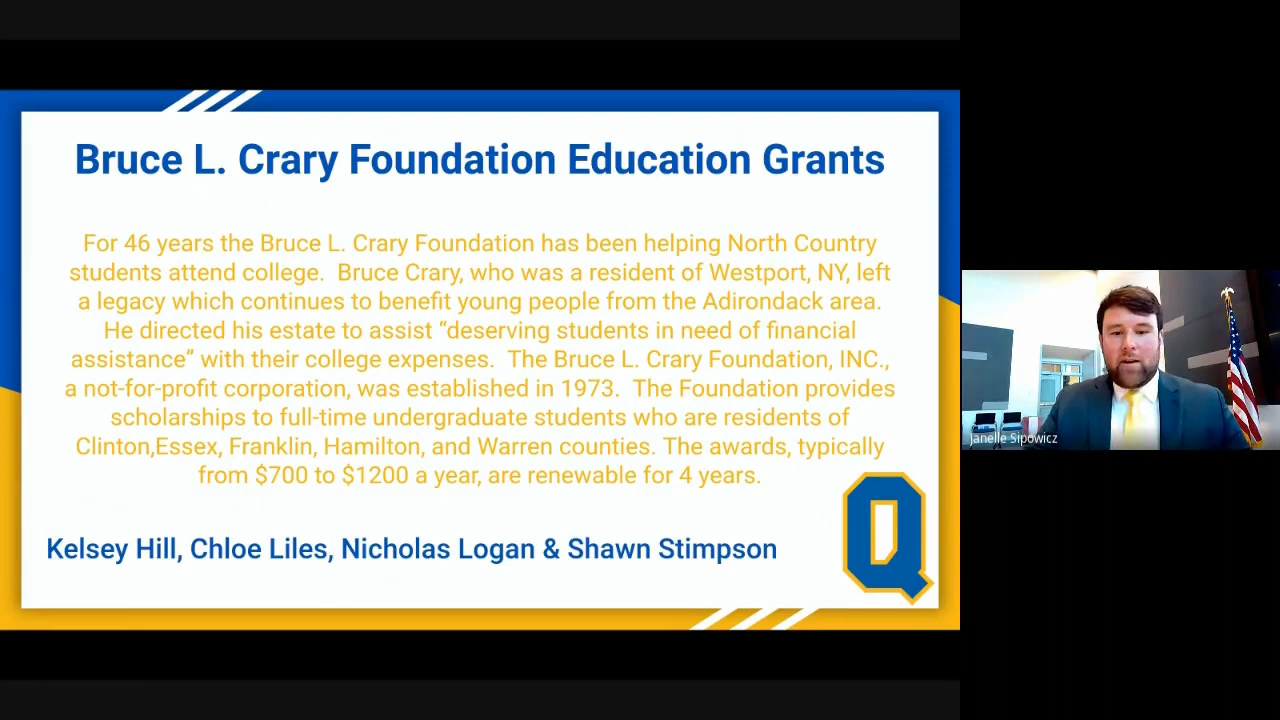 Bruce L. Crary Foundation Education Grants
For 46 years the Bruce L. Crary Foundation has been helping North Country
students attend college.  Bruce Crary, who was a resident of Westport, NY, left
a legacy which continues to benefit young people from the Adirondack area.
He directed his estate to assist “deserving students in need of financial
assistance” with their college expenses.  The Bruce L. Crary Foundation, INC.,
a not-for-profit corporation, was established in 1973.  The Foundation provides
scholarships to full-time undergraduate students who are residents of
Clinton,Essex, Franklin, Hamilton, and Warren counties. The awards, typically
from $700 to $1200 a year, are renewable for 4 years.
Kelsey Hill, Chloe Liles, Nicholas Logan & Shawn Stimpson
Q
Janelle Sipowicz